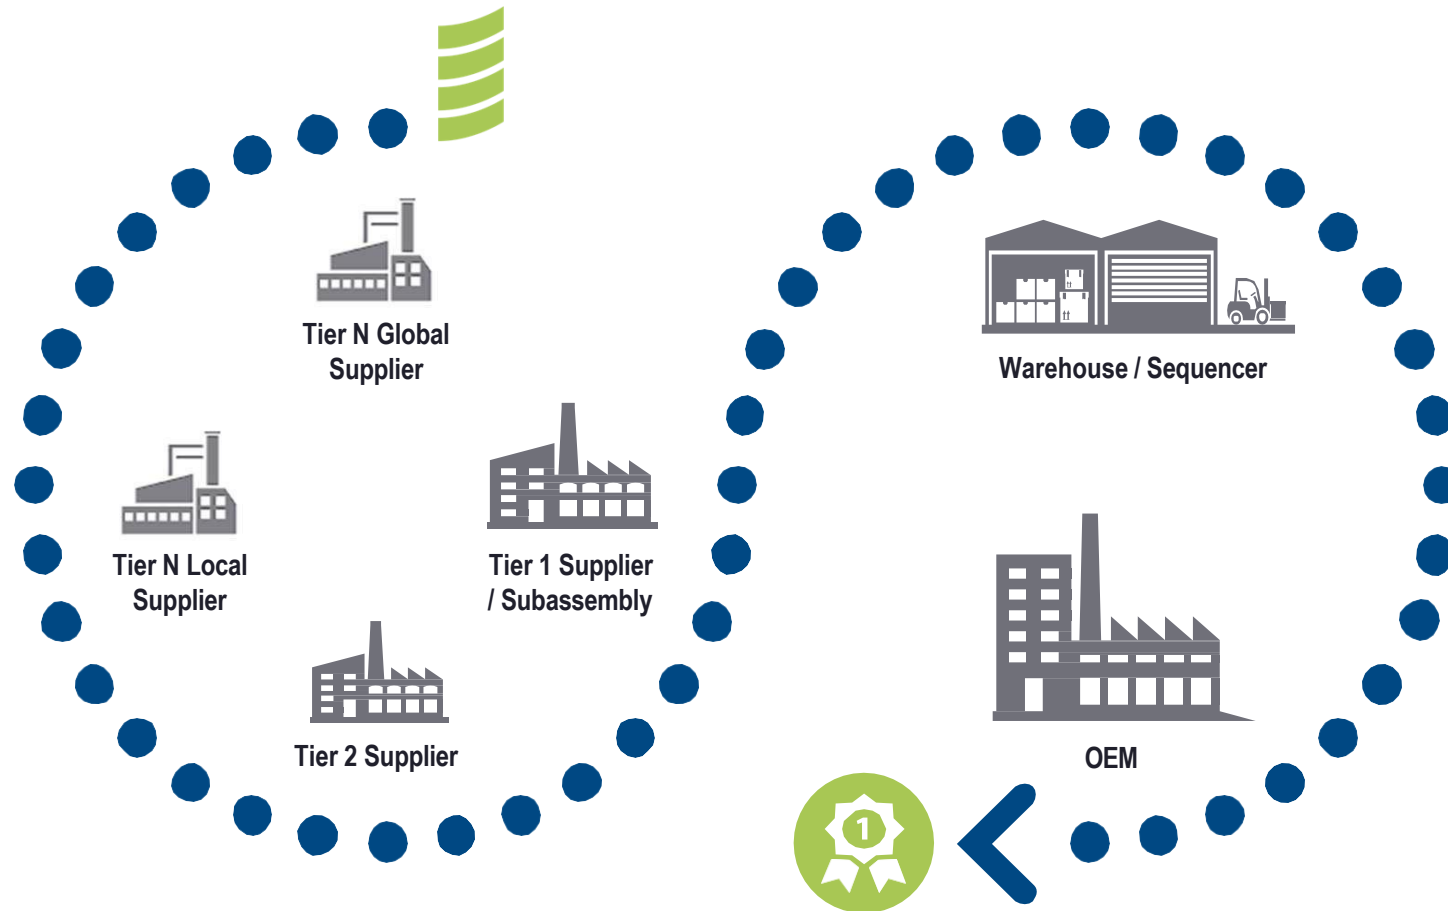 Tier N Global
Supplier
Tier N Local
Supplier
Tier 2 Supplier
Tier 1 Supplier
/ Subassembly
Warehouse / Sequencer
OEM
1